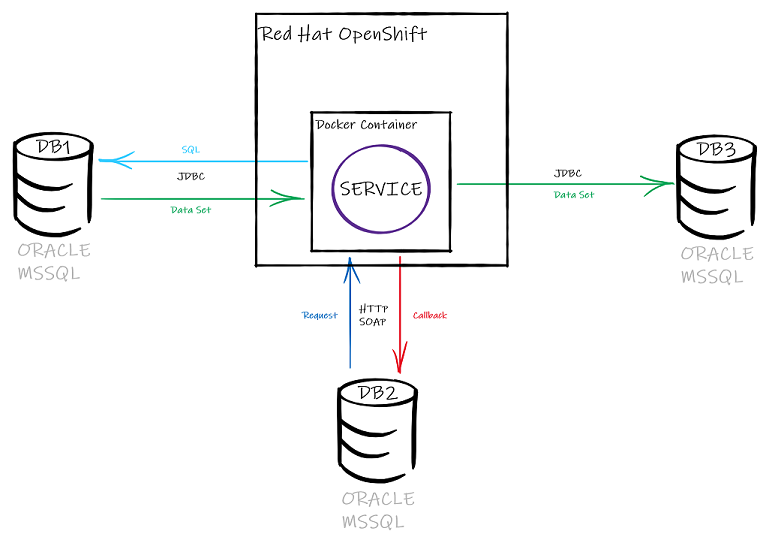 Red Hat OpenShift
Docker Container
SERVICE
DB1
SQL
JDBC
Data Set
ORACLE
MSSQL
JDBC
Data Set
DB3
ORACLE
MSSQL
Request
HTTP
SOAP
Callback
DB2
ORACLE
MSSQL